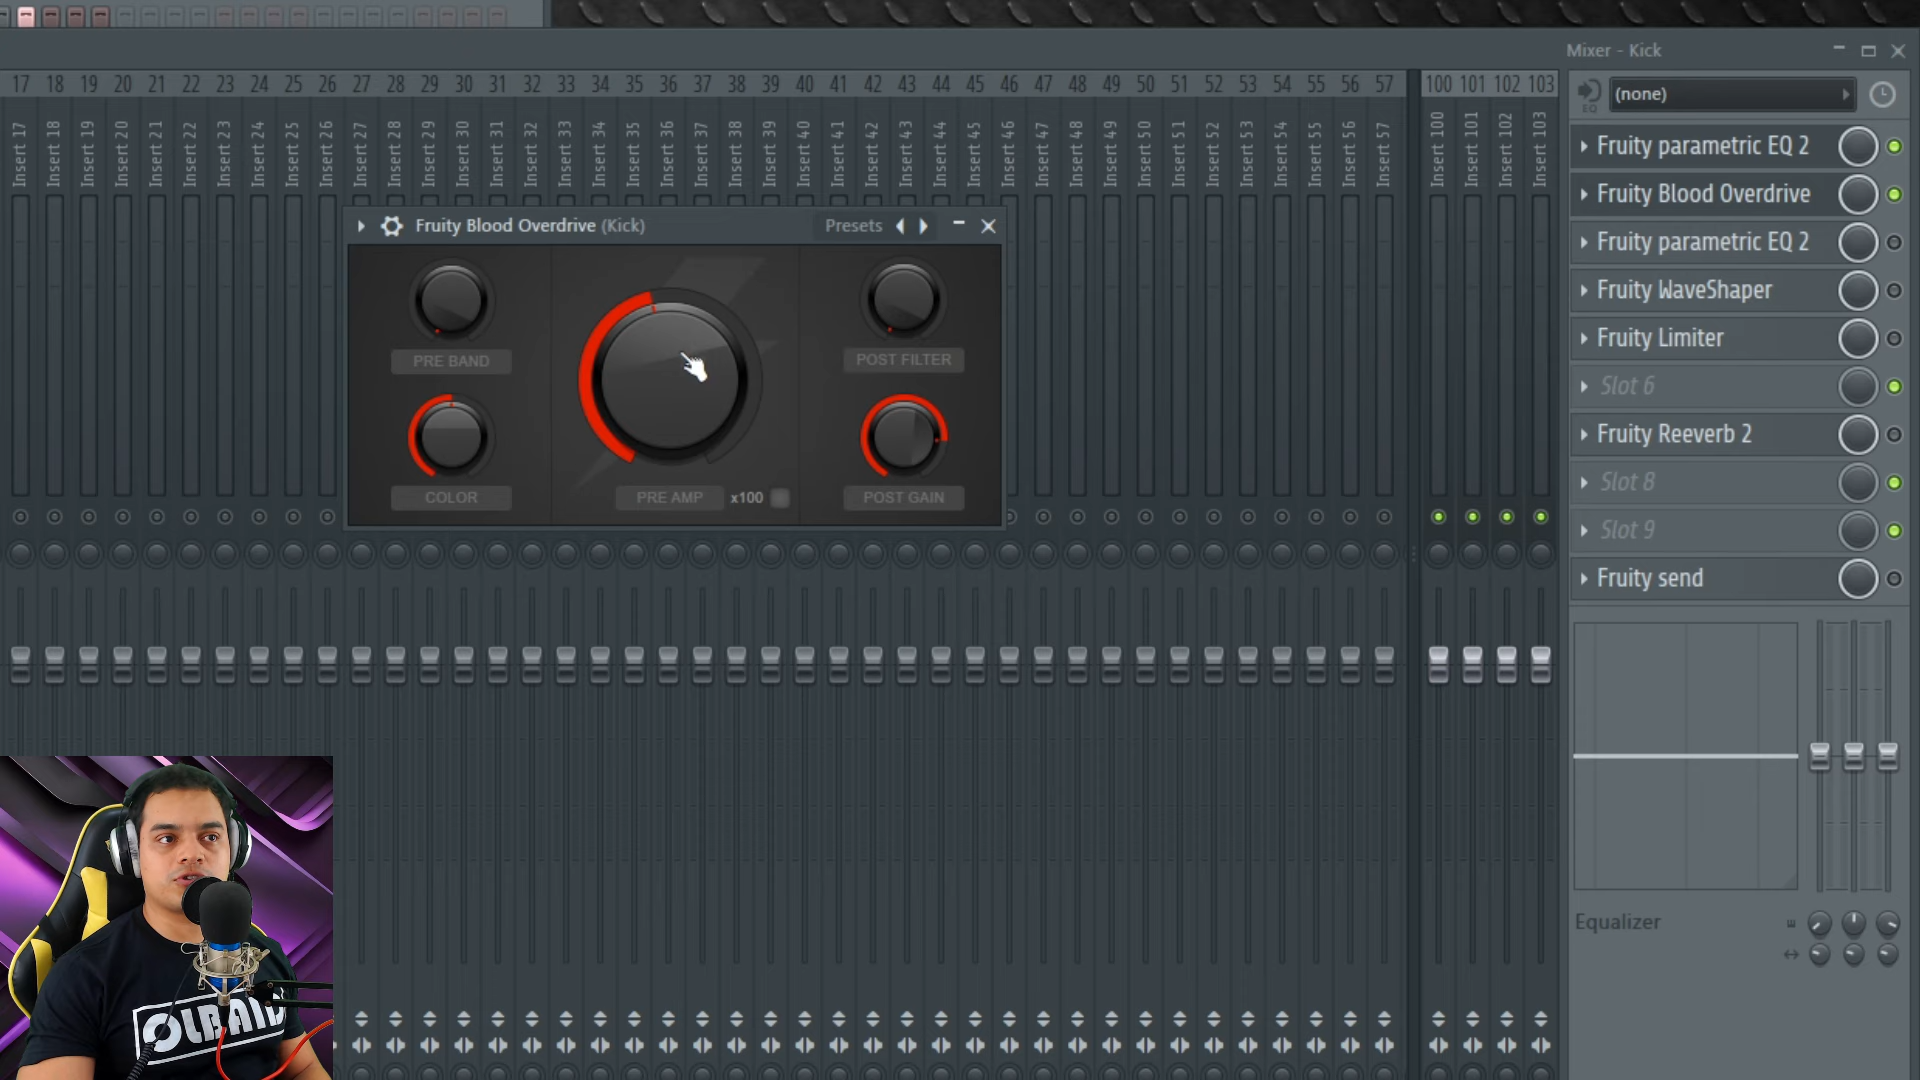 Mixer - Kick
17 18 19 20 21 22 23 24 25 26 27 28 29 30 31 32 33 34 35 36 37 38 39 40 41 42 43 44 45 46 47 48 49 50 51 52 53 54 55 56 57 100 101 102 103
Insert 17
Insert 18
Insert 19
Insert 20
Insert 21
Insert 22
Insert 23
Insert 24
Insert 25
Insert 26
Insert 27
Insert 28
Insert 29
Insert 30
Insert 31
Insert 32
Insert 33
Insert 34
Insert 35
Insert 36
Insert 37
Insert 38
Insert 39
Insert 40
Insert 41
Insert 42
Insert 43
Insert 44
Insert 45
Insert 46
Insert 47
Insert 48
Insert 49
Insert 50
Insert 51
Insert 52
Insert 53
Insert 54
Insert 55
Insert 56
Insert 57
Insert 100
Insert 101
Insert 102
Insert 103
Fruity Blood Overdrive (Kick) Presets
PRE BAND
POST FILTER
COLOR
PRE AMP x100
POST GAIN
EQ
(none)
Fruity parametric EQ 2
Fruity Blood Overdrive
Fruity parametric EQ 2
Fruity WaveShaper
Fruity Limiter
Slot 6
Fruity Reeverb 2
Slot 8
Slot 9
Fruity send
Equalizer
OLBAID